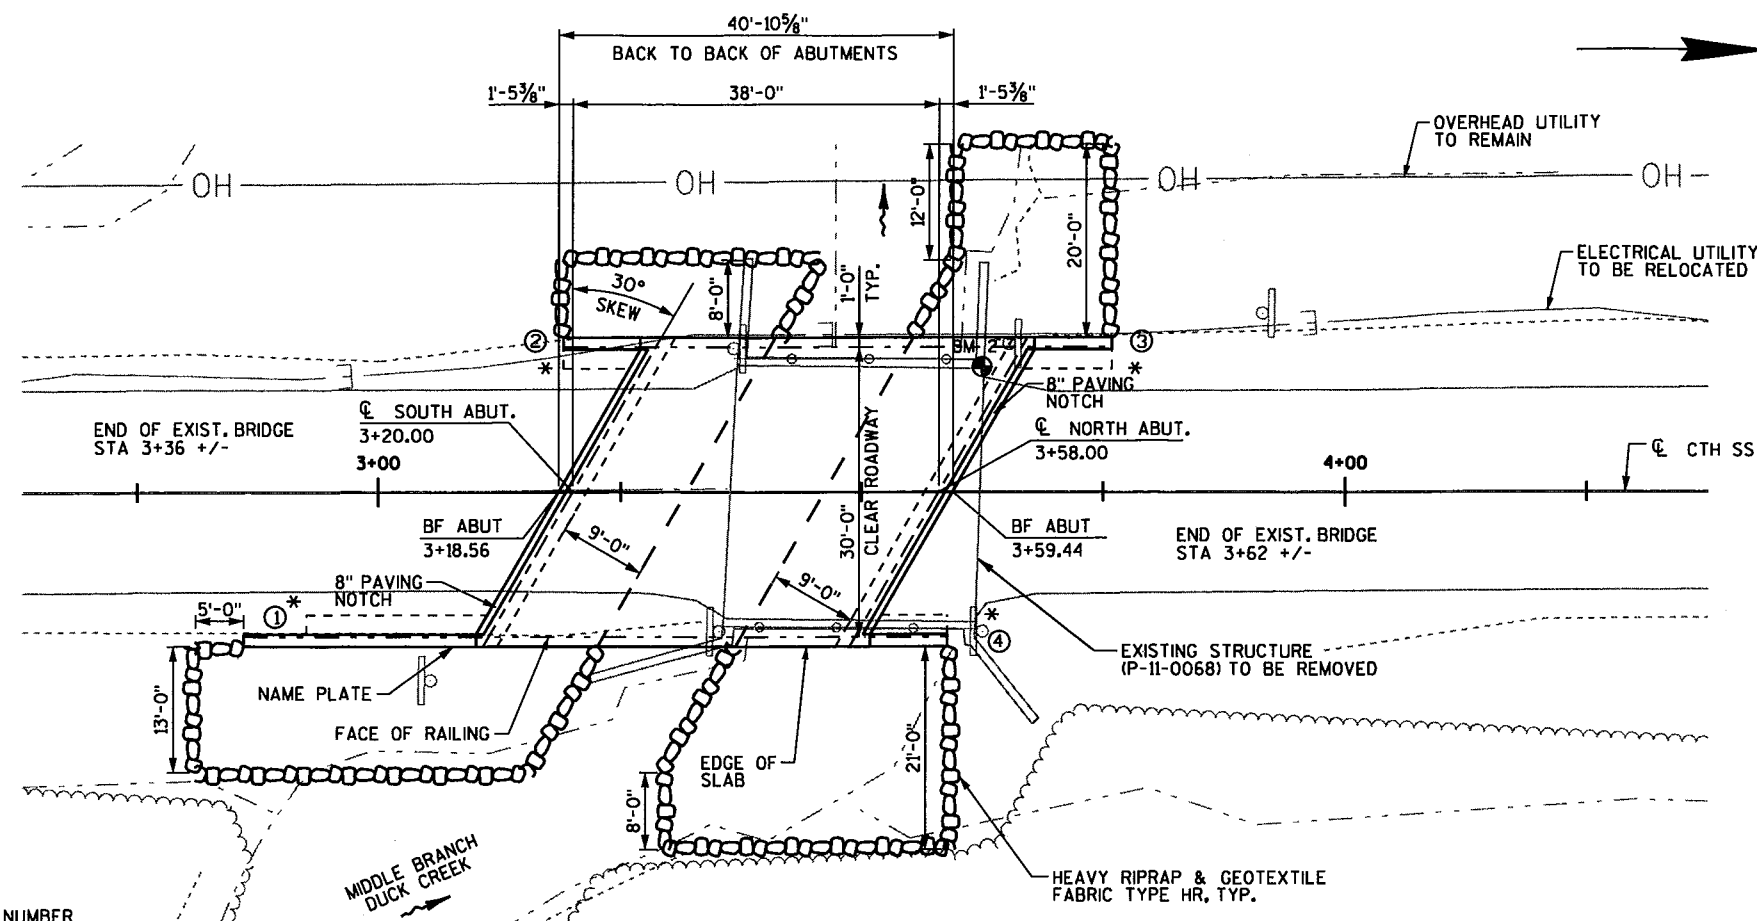 40'-10⅝"
BACK TO BACK OF ABUTMENTS
1'-5⅜"
38'-0"
1'-5⅜"
OVERHEAD UTILITY
TO REMAIN
OH
OH
OH
OH
12'-0"
20'-0"
ELECTRICAL UTILITY
TO BE RELOCATED
30°
SKEW
8'-0"
1'-0"
TYP.
2
BM-2
3
*
*
8" PAVING
NOTCH
℄ SOUTH ABUT.
3+20.00
END OF EXIST. BRIDGE
STA 3+36 +/-
3+00
℄ NORTH ABUT.
3+58.00
4+00
℄ CTH SS
30'-0"
CLEAR ROADWAY
BF ABUT
3+18.56
9'-0"
BF ABUT
3+59.44
END OF EXIST. BRIDGE
STA 3+62 +/-
8" PAVING
NOTCH
9'-0"
5'-0"
1
*
*
4
EXISTING STRUCTURE
(P-11-0068) TO BE REMOVED
NAME PLATE
13'-0"
FACE OF RAILING
EDGE OF
SLAB
21'-0"
8'-0"
MIDDLE BRANCH
DUCK CREEK
HEAVY RIPRAP & GEOTEXTILE
FABRIC TYPE HR, TYP.
NUMBER